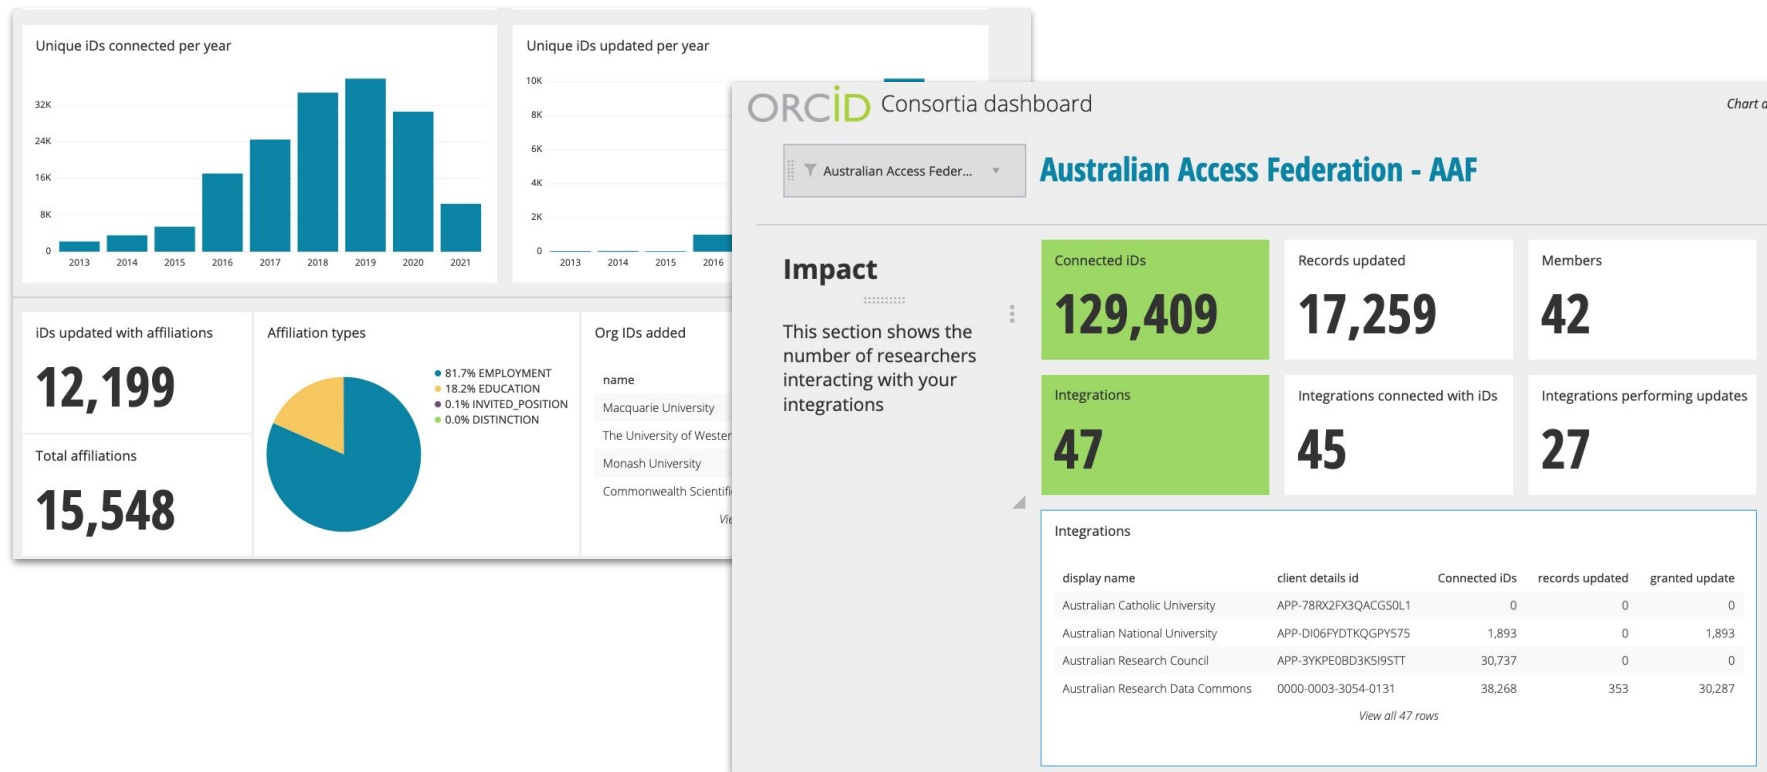 Unique iDs connected per year
32K
24K
16K
8K
0
2013 2014 2015 2016 2017 2018 2019 2020 2021
Unique iDs updated per year
10K
8K
6K
4K
2K
0
2013 2014 2015 2016
iDs updated with affiliations
12,199
Total affiliations
15,548
Affiliation types
81.7% EMPLOYMENT
18.2% EDUCATION
0.1% INVITED_POSITION
0.0% DISTINCTION
Org IDs added
name
Macquarie University
The University of Wester
Monash University
Commonwealth Scientifi
Vie
ORCID Consortia dashboard
Chart d
Australian Access Feder...
Australian Access Federation - AAF
Impact
This section shows the
number of researchers
interacting with your
integrations
Connected iDs
129,409
Records updated
17,259
Members
42
Integrations
47
Integrations connected with iDs
45
Integrations performing updates
27
Integrations
display name client details id Connected iDs records updated granted update
Australian Catholic University APP-78RX2FX3QACGS0L1 0 0 0
Australian National University APP-DI06FYDTKQGPY575 1,893 0 1,893
Australian Research Council APP-3YKPE0BD3K5I9STT 30,737 0 0
Australian Research Data Commons 0000-0003-3054-0131 38,268 353 30,287
View all 47 rows